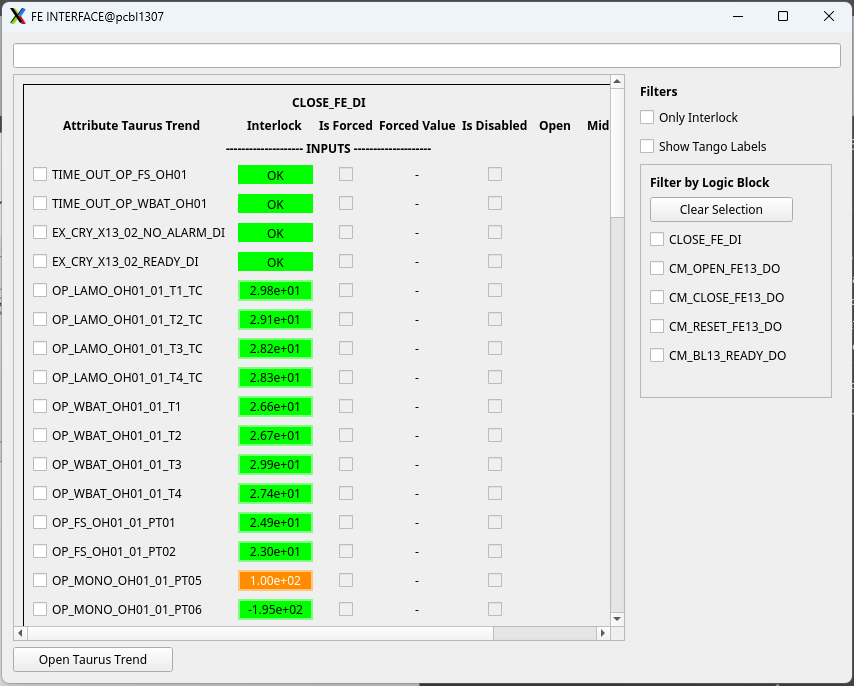 FE INTERFACE@pcbl1307
Filters
Only Interlock
Show Tango Labels
Filter by Logic Block
Clear Selection
CLOSE_FE_DI
CM_OPEN_FE13_DO
CM_CLOSE_FE13_DO
CM_RESET_FE13_DO
CM_BL13_READY_DO
CLOSE_FE_DI
Attribute Taurus Trend Interlock Is Forced Forced Value Is Disabled Open Mid
-------------------- INPUTS --------------------
TIME_OUT_OP_FS_OH01 OK -
TIME_OUT_OP_WBAT_OH01 OK -
EX_CRY_X13_02_NO_ALARM_DI OK -
EX_CRY_X13_02_READY_DI OK -
OP_LAMO_OH01_01_T1_TC 2.98e+01 -
OP_LAMO_OH01_01_T2_TC 2.91e+01 -
OP_LAMO_OH01_01_T3_TC 2.82e+01 -
OP_LAMO_OH01_01_T4_TC 2.83e+01 -
OP_WBAT_OH01_01_T1 2.66e+01 -
OP_WBAT_OH01_01_T2 2.67e+01 -
OP_WBAT_OH01_01_T3 2.99e+01 -
OP_WBAT_OH01_01_T4 2.74e+01 -
OP_FS_OH01_01_PT01 2.49e+01 -
OP_FS_OH01_01_PT02 2.30e+01 -
OP_MONO_OH01_01_PT05 1.00e+02 -
OP_MONO_OH01_01_PT06 -1.95e+02 -
Open Taurus Trend